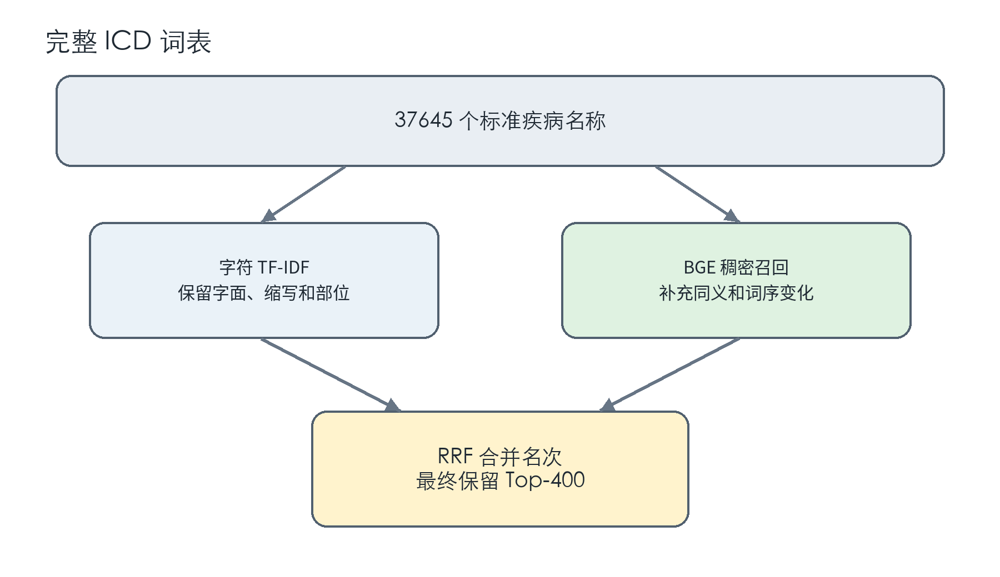 完整 ICD 词表
37645 个标准疾病名称
字符 TF-IDF
保留字面、缩写和部位
BGE 稠密召回
补充同义和词序变化
RRF 合并名次
最终保留 Top-400